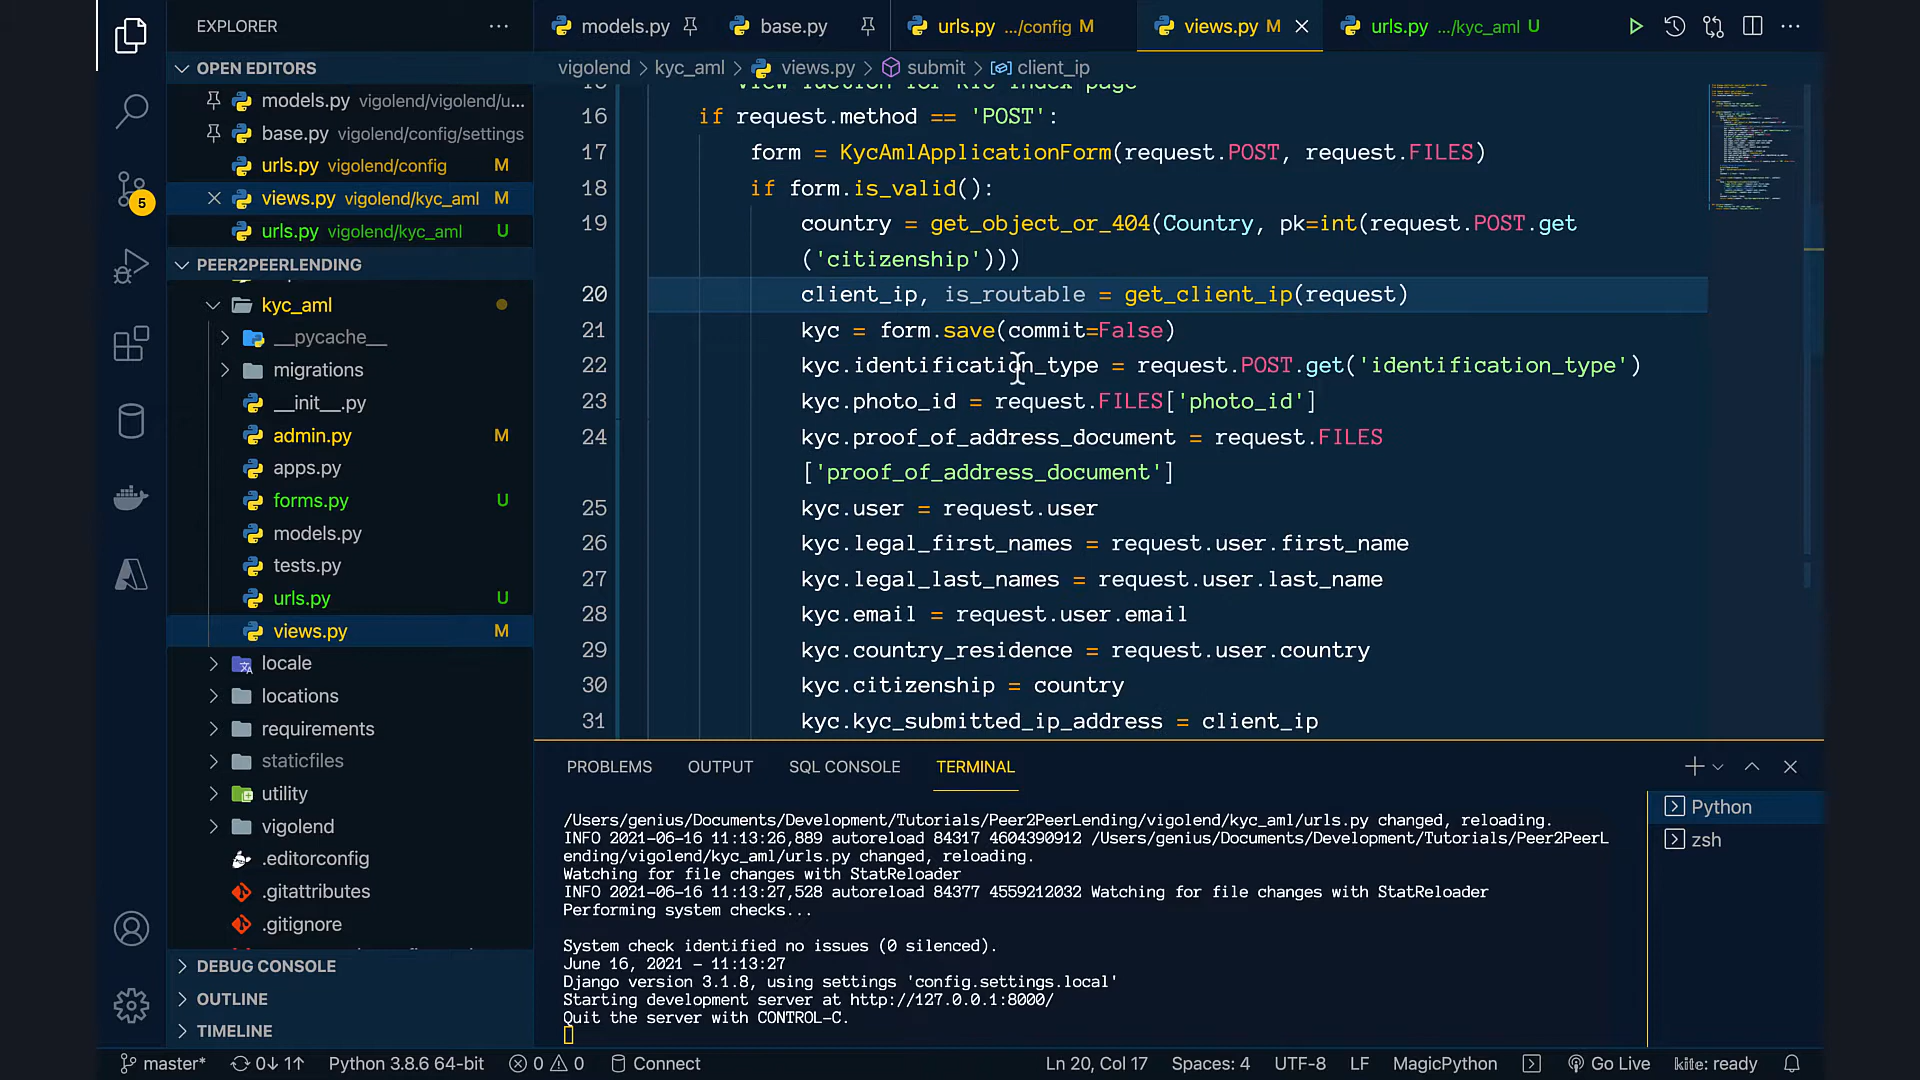 EXPLORER
OPEN EDITORS
models.py vigolend/vigolend/u...
base.py vigolend/config/settings
urls.py vigolend/config M
views.py vigolend/kyc_aml M
urls.py vigolend/kyc_aml U
PEER2PEERLENDING
kyc_aml
__pycache__
migrations
__init__.py
admin.py M
apps.py
forms.py U
models.py
tests.py
urls.py U
views.py M
locale
locations
requirements
staticfiles
utility
vigolend
.editorconfig
.gitattributes
.gitignore
DEBUG CONSOLE
OUTLINE
TIMELINE
5
models.py
base.py
urls.py .../config M
views.py M
urls.py .../kyc_aml U
vigolend > kyc_aml > views.py > submit > client_ip
16 if request.method == 'POST':
17 form = KycAmlApplicationForm(request.POST, request.FILES)
18 if form.is_valid():
19 country = get_object_or_404(Country, pk=int(request.POST.get
('citizenship')))
20 client_ip, is_routable = get_client_ip(request)
21 kyc = form.save(commit=False)
22 kyc.identification_type = request.POST.get('identification_type')
23 kyc.photo_id = request.FILES['photo_id']
24 kyc.proof_of_address_document = request.FILES
['proof_of_address_document']
25 kyc.user = request.user
26 kyc.legal_first_names = request.user.first_name
27 kyc.legal_last_names = request.user.last_name
28 kyc.email = request.user.email
29 kyc.country_residence = request.user.country
30 kyc.citizenship = country
31 kyc.kyc_submitted_ip_address = client_ip
PROBLEMS OUTPUT SQL CONSOLE TERMINAL
/Users/genius/Documents/Development/Tutorials/Peer2PeerLending/vigolend/kyc_aml/urls.py changed, reloading.
INFO 2021-06-16 11:13:26,889 autoreload 84317 4604390912 /Users/genius/Documents/Development/Tutorials/Peer2PeerL
ending/vigolend/kyc_aml/urls.py changed, reloading.
Watching for file changes with StatReloader
INFO 2021-06-16 11:13:27,528 autoreload 84377 4559212032 Watching for file changes with StatReloader
Performing system checks...
System check identified no issues (0 silenced).
June 16, 2021 - 11:13:27
Django version 3.1.8, using settings 'config.settings.local'
Starting development server at http://127.0.0.1:8000/
Quit the server with CONTROL-C.
Python
zsh
master* 0↓ 1↑ Python 3.8.6 64-bit 0 0 Connect Ln 20, Col 17 Spaces: 4 UTF-8 LF MagicPython Go Live kite: ready